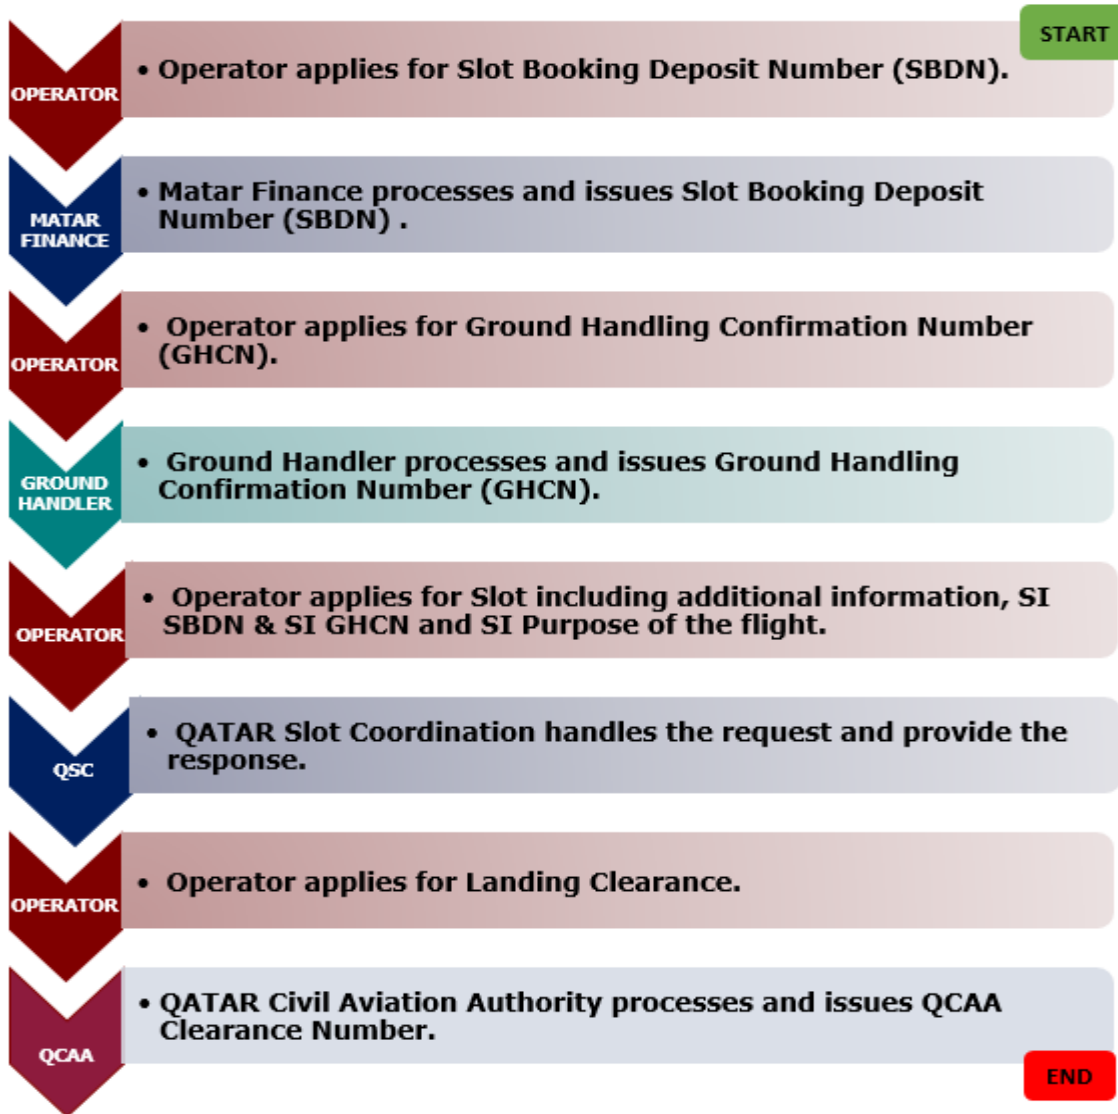 START
OPERATOR
• Operator applies for Slot Booking Deposit Number (SBDN).
MATAR
FINANCE
• Matar Finance processes and issues Slot Booking Deposit
Number (SBDN) .
OPERATOR
• Operator applies for Ground Handling Confirmation Number
(GHCN).
GROUND
HANDLER
• Ground Handler processes and issues Ground Handling
Confirmation Number (GHCN).
OPERATOR
• Operator applies for Slot including additional information, SI
SBDN & SI GHCN and SI Purpose of the flight.
QSC
• QATAR Slot Coordination handles the request and provide the
response.
OPERATOR
• Operator applies for Landing Clearance.
QCAA
• QATAR Civil Aviation Authority processes and issues QCAA
Clearance Number.
END